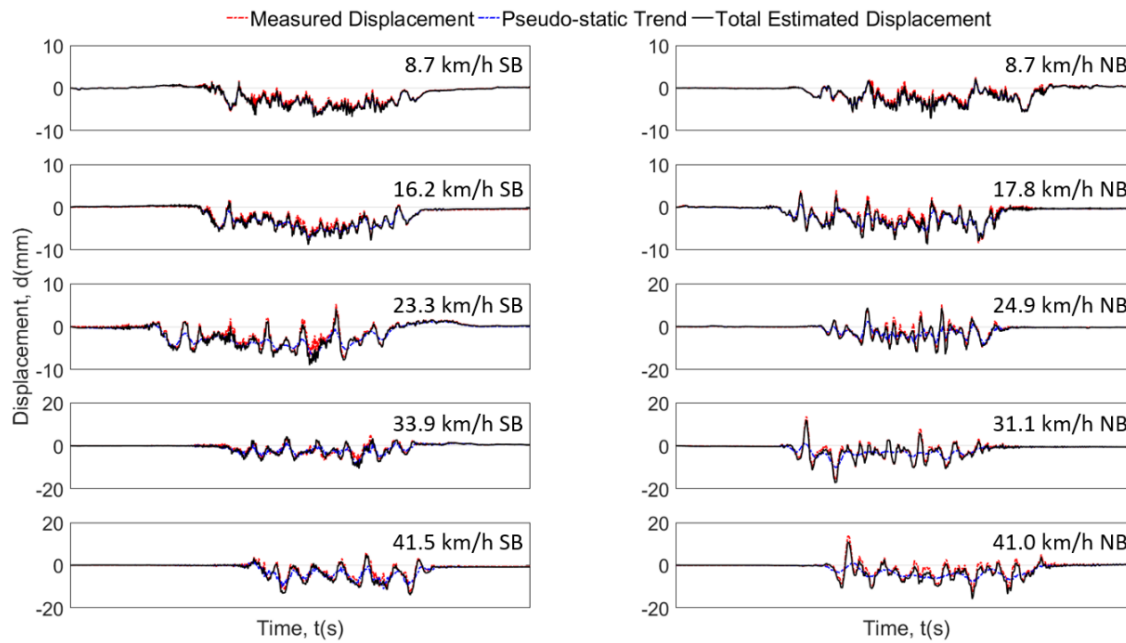 Measured Displacement Pseudo-static Trend Total Estimated Displacement
10
0
-10
8.7 km/h SB
10
0
-10
8.7 km/h NB
10
0
-10
16.2 km/h SB
10
0
-10
17.8 km/h NB
10
0
-10
23.3 km/h SB
20
0
-20
24.9 km/h NB
20
0
-20
33.9 km/h SB
20
0
-20
31.1 km/h NB
20
0
-20
41.5 km/h SB
20
0
-20
41.0 km/h NB
Displacement, d(mm)
Time, t(s)
Time, t(s)